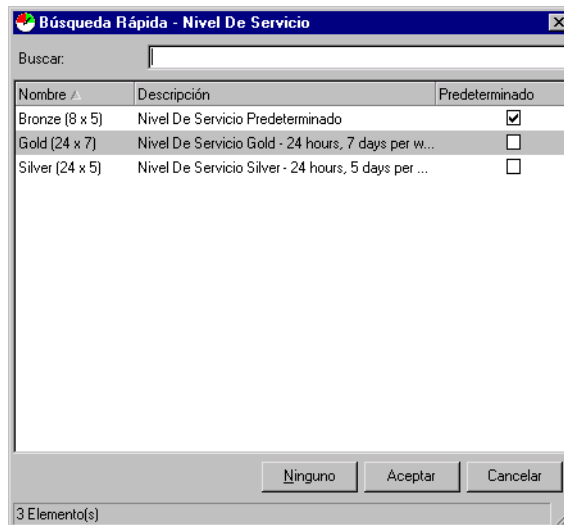 Búsqueda Rápida - Nivel De Servicio
Buscar:
Nombre Descripción Predeterminado
Bronze (8 x 5) Nivel De Servicio Predeterminado
Gold (24 x 7) Nivel De Servicio Gold - 24 hours, 7 days per w...
Silver (24 x 5) Nivel De Servicio Silver - 24 hours, 5 days per ...
Ninguno Aceptar Cancelar
3 Elemento(s)